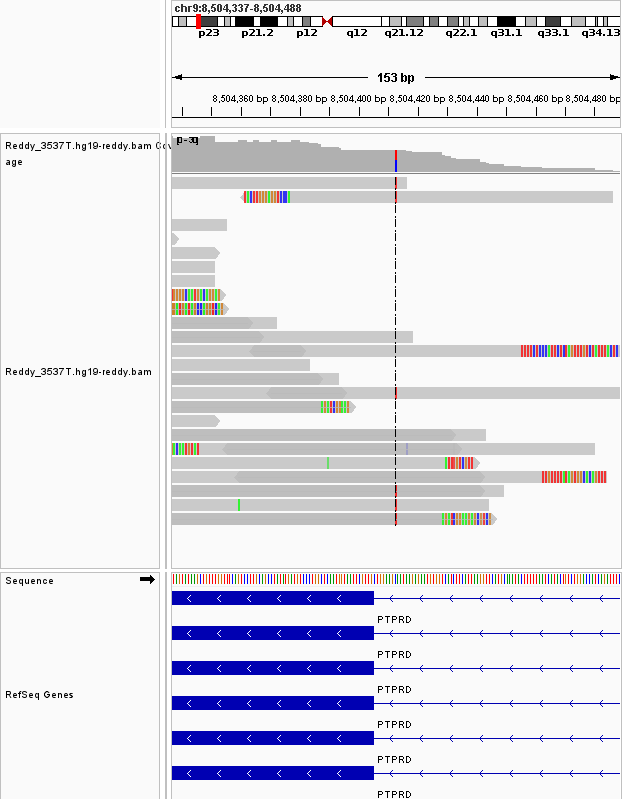 chr9:8,504,337-8,504,488
p23 p21.2 p12 q12 q21.12 q22.1 q31.1 q33.1 q34.13
153 bp
8,504,360 bp 8,504,380 bp 8,504,400 bp 8,504,420 bp 8,504,440 bp 8,504,460 bp 8,504,480 bp
Reddy_3537T.hg19-reddy.bam Cov
age
Reddy_3537T.hg19-reddy.bam
Sequence
PTPRD
PTPRD
PTPRD
RefSeq Genes
PTPRD
PTPRD
PTPRD